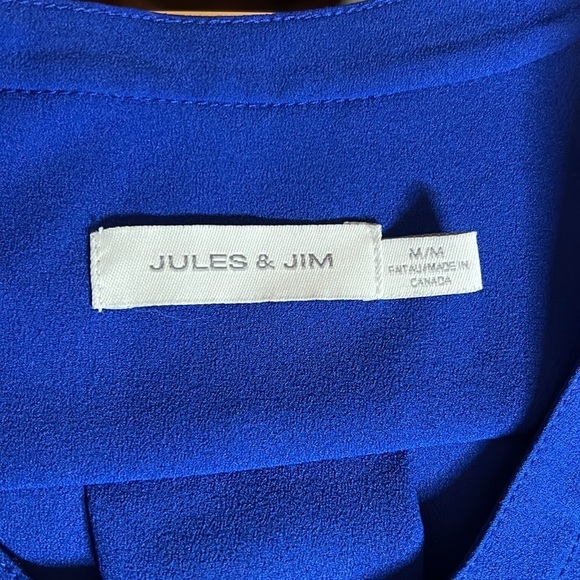 JULES & JIM
M/M
FAIT AU/MADE IN
CANADA